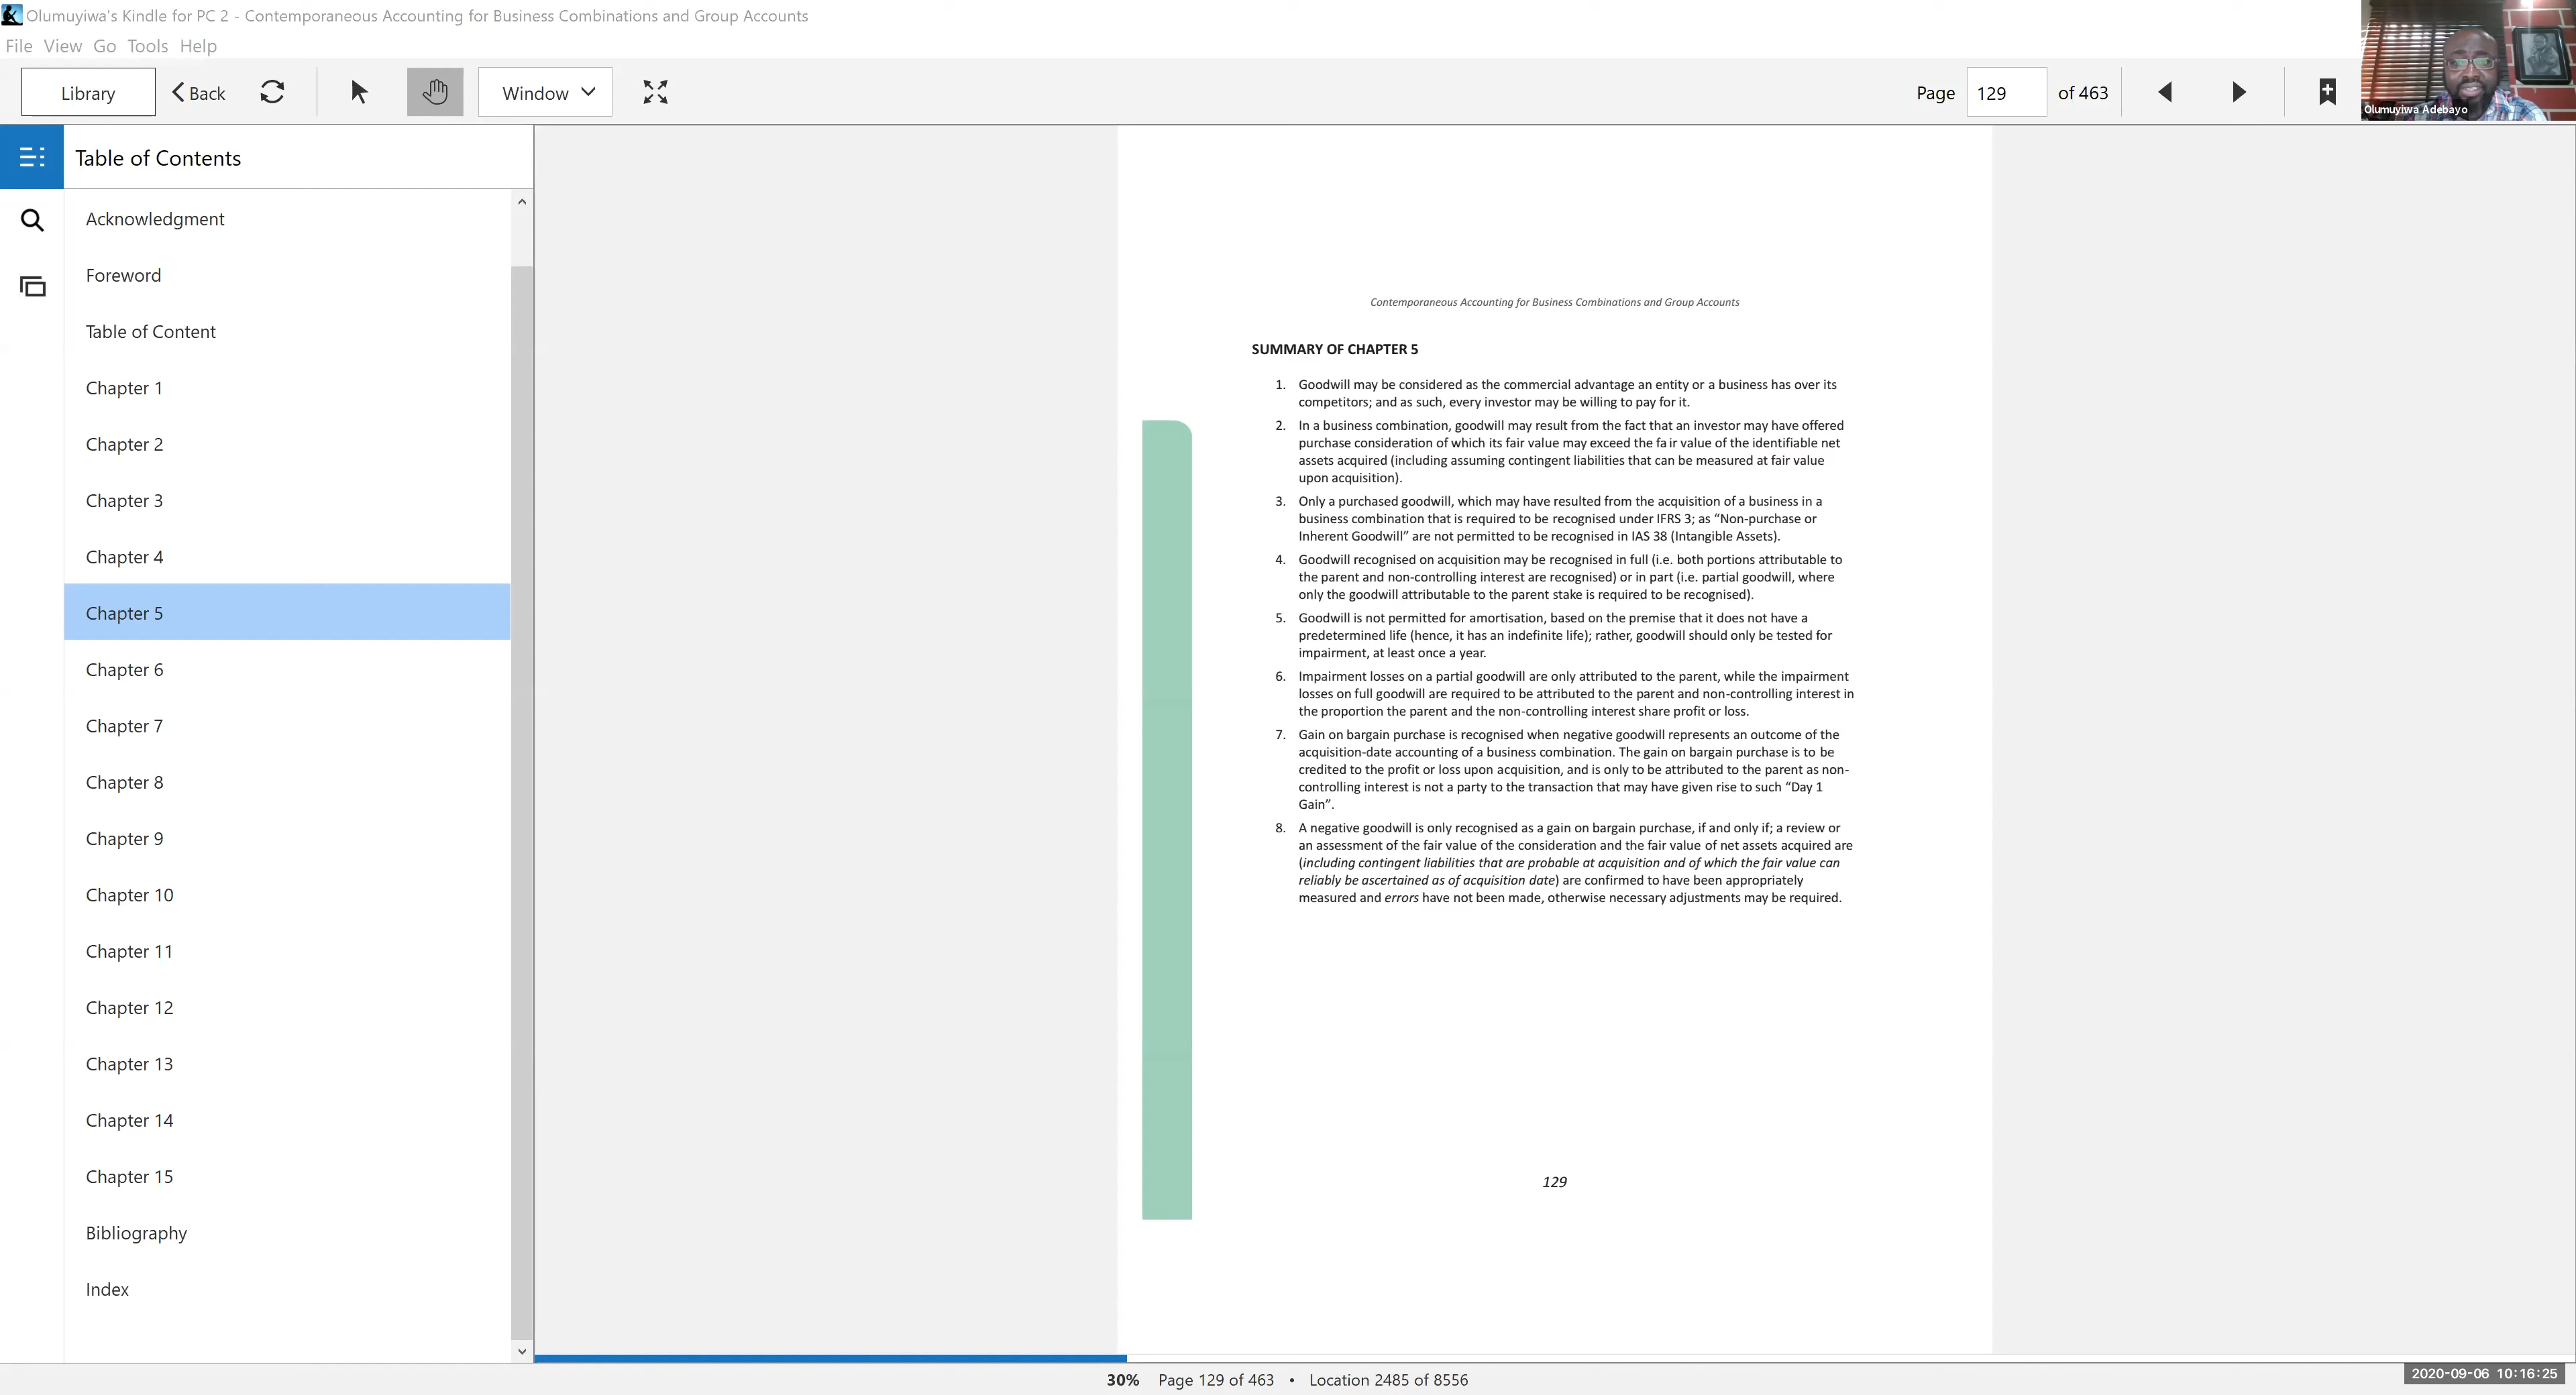 Olumuyiwa's Kindle for PC 2 - Contemporaneous Accounting for Business Combinations and Group Accounts
File View Go Tools Help
Library Back Window Page 129 of 463
Olumuyiwa Adebayo
Table of Contents
Acknowledgment
Foreword
Table of Content
Chapter 1
Chapter 2
Chapter 3
Chapter 4
Chapter 5
Chapter 6
Chapter 7
Chapter 8
Chapter 9
Chapter 10
Chapter 11
Chapter 12
Chapter 13
Chapter 14
Chapter 15
Bibliography
Index
Contemporaneous Accounting for Business Combinations and Group Accounts
SUMMARY OF CHAPTER 5
1. Goodwill may be considered as the commercial advantage an entity or a business has over its
competitors; and as such, every investor may be willing to pay for it.
2. In a business combination, goodwill may result from the fact that an investor may have offered
purchase consideration of which its fair value may exceed the fa ir value of the identifiable net
assets acquired (including assuming contingent liabilities that can be measured at fair value
upon acquisition).
3. Only a purchased goodwill, which may have resulted from the acquisition of a business in a
business combination that is required to be recognised under IFRS 3; as “Non-purchase or
Inherent Goodwill” are not permitted to be recognised in IAS 38 (Intangible Assets).
4. Goodwill recognised on acquisition may be recognised in full (i.e. both portions attributable to
the parent and non-controlling interest are recognised) or in part (i.e. partial goodwill, where
only the goodwill attributable to the parent stake is required to be recognised).
5. Goodwill is not permitted for amortisation, based on the premise that it does not have a
predetermined life (hence, it has an indefinite life); rather, goodwill should only be tested for
impairment, at least once a year.
6. Impairment losses on a partial goodwill are only attributed to the parent, while the impairment
losses on full goodwill are required to be attributed to the parent and non-controlling interest in
the proportion the parent and the non-controlling interest share profit or loss.
7. Gain on bargain purchase is recognised when negative goodwill represents an outcome of the
acquisition-date accounting of a business combination. The gain on bargain purchase is to be
credited to the profit or loss upon acquisition, and is only to be attributed to the parent as non-
controlling interest is not a party to the transaction that may have given rise to such “Day 1
Gain”.
8. A negative goodwill is only recognised as a gain on bargain purchase, if and only if; a review or
an assessment of the fair value of the consideration and the fair value of net assets acquired are
(including contingent liabilities that are probable at acquisition and of which the fair value can
reliably be ascertained as of acquisition date) are confirmed to have been appropriately
measured and errors have not been made, otherwise necessary adjustments may be required.
129
30% Page 129 of 463 • Location 2485 of 8556
2020-09-06 10:16:25